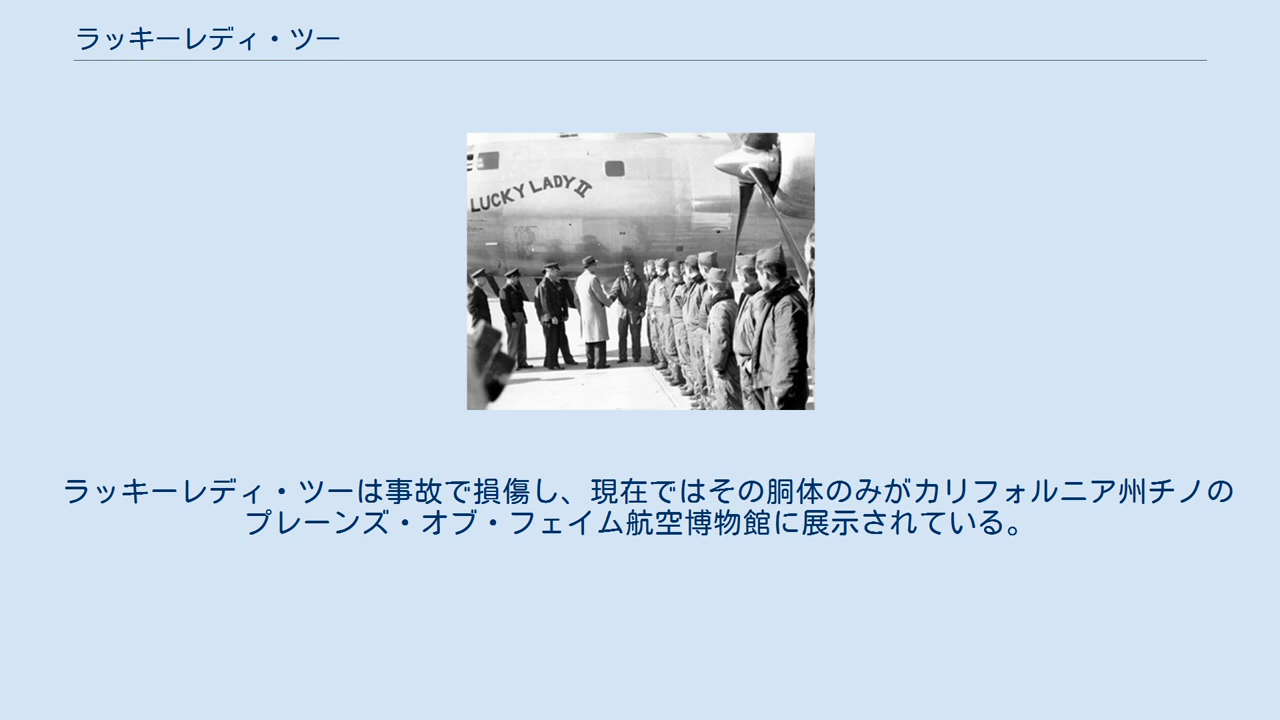 ラッキーレディ・ツー
LUCKY LADY II
ラッキーレディ・ツーは事故で損傷し、現在ではその胴体のみがカリフォルニア州チノの
プレーンズ・オブ・フェイム航空博物館に展示されている。